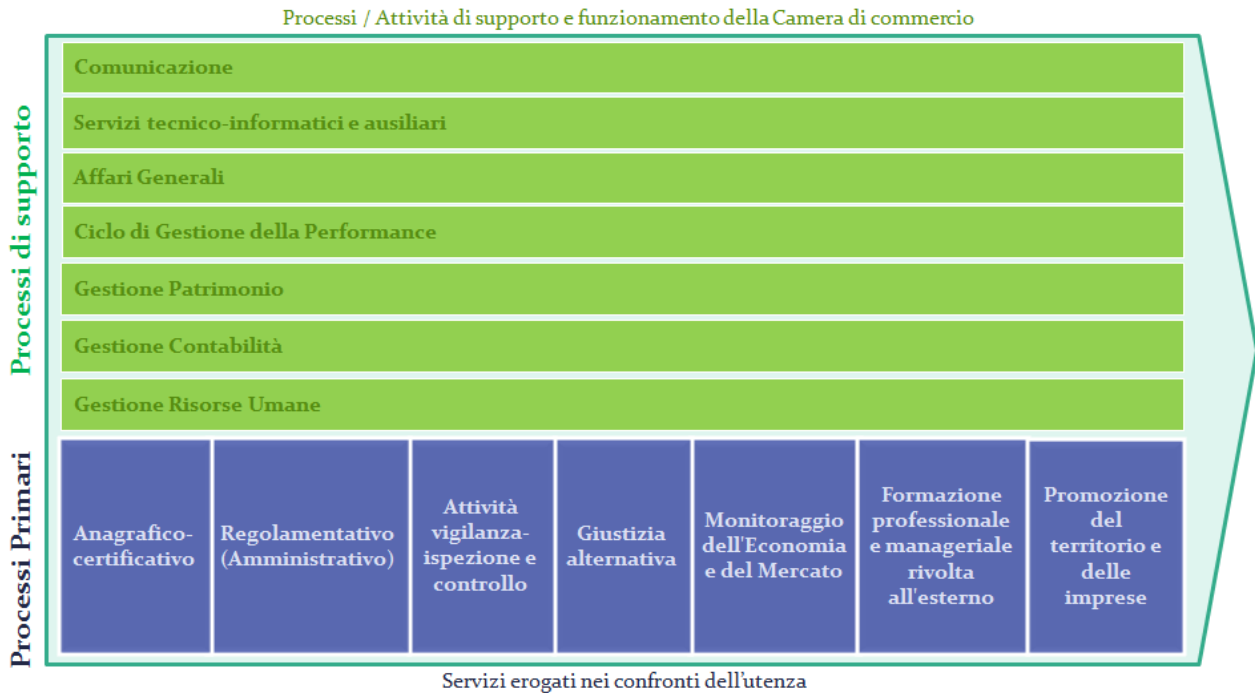 Processi / Attività di supporto e funzionamento della Camera di commercio
Processi di supporto
Comunicazione
Servizi tecnico-informatici e ausiliari
Affari Generali
Ciclo di Gestione della Performance
Gestione Patrimonio
Gestione Contabilità
Gestione Risorse Umane
Processi Primari
Anagrafico-
certificativo
Regolamentativo
(Amministrativo)
Attività
vigilanza-
ispezione e
controllo
Giustizia
alternativa
Monitoraggio
dell'Economia
e del Mercato
Formazione
professionale
e manageriale
rivolta
all'esterno
Promozione
del
territorio e
delle
imprese
Servizi erogati nei confronti dell'utenza